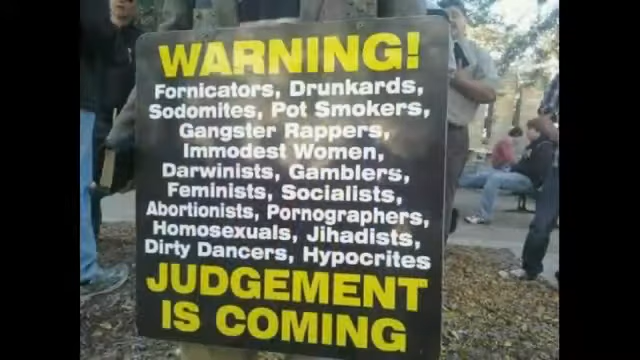 WARNING!
Fornicators, Drunkards,
Sodomites, Pot Smokers,
Gangster Rappers,
Immodest Women,
Darwinists, Gamblers,
Feminists, Socialists,
Abortionists, Pornographers,
Homosexuals, Jihadists,
Dirty Dancers, Hypocrites
JUDGEMENT
IS COMING